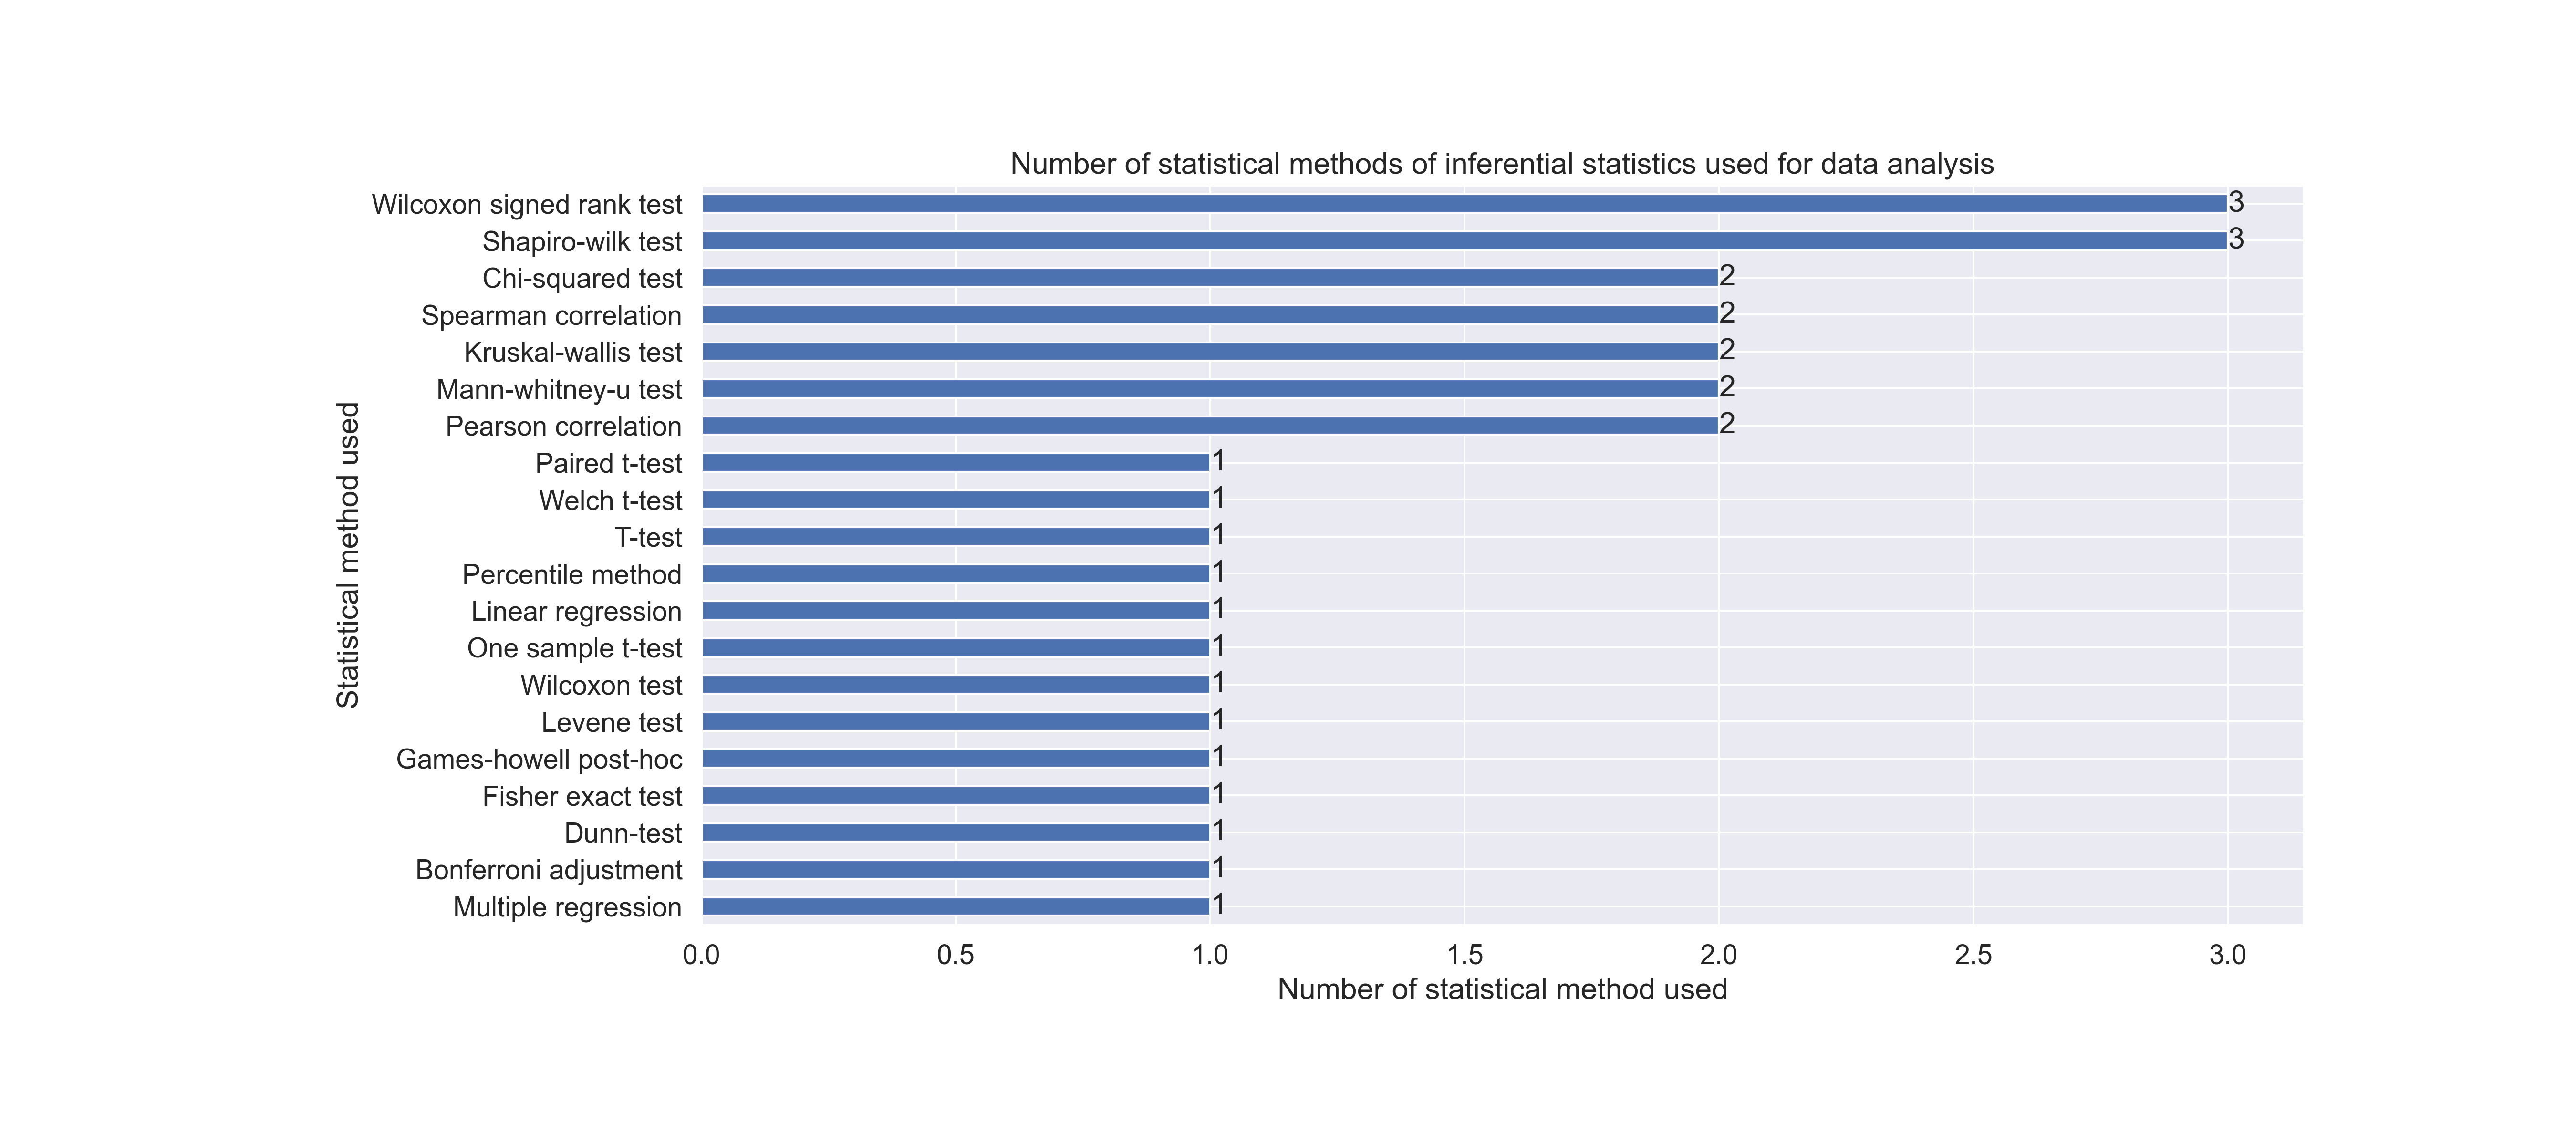 Number of statistical methods of inferential statistics used for data analysis
Statistical method used
Wilcoxon signed rank test 3
Shapiro-wilk test 3
Chi-squared test 2
Spearman correlation 2
Kruskal-wallis test 2
Mann-whitney-u test 2
Pearson correlation 2
Paired t-test 1
Welch t-test 1
T-test 1
Percentile method 1
Linear regression 1
One sample t-test 1
Wilcoxon test 1
Levene test 1
Games-howell post-hoc 1
Fisher exact test 1
Dunn-test 1
Bonferroni adjustment 1
Multiple regression 1
0.0 0.5 1.0 1.5 2.0 2.5 3.0
Number of statistical method used